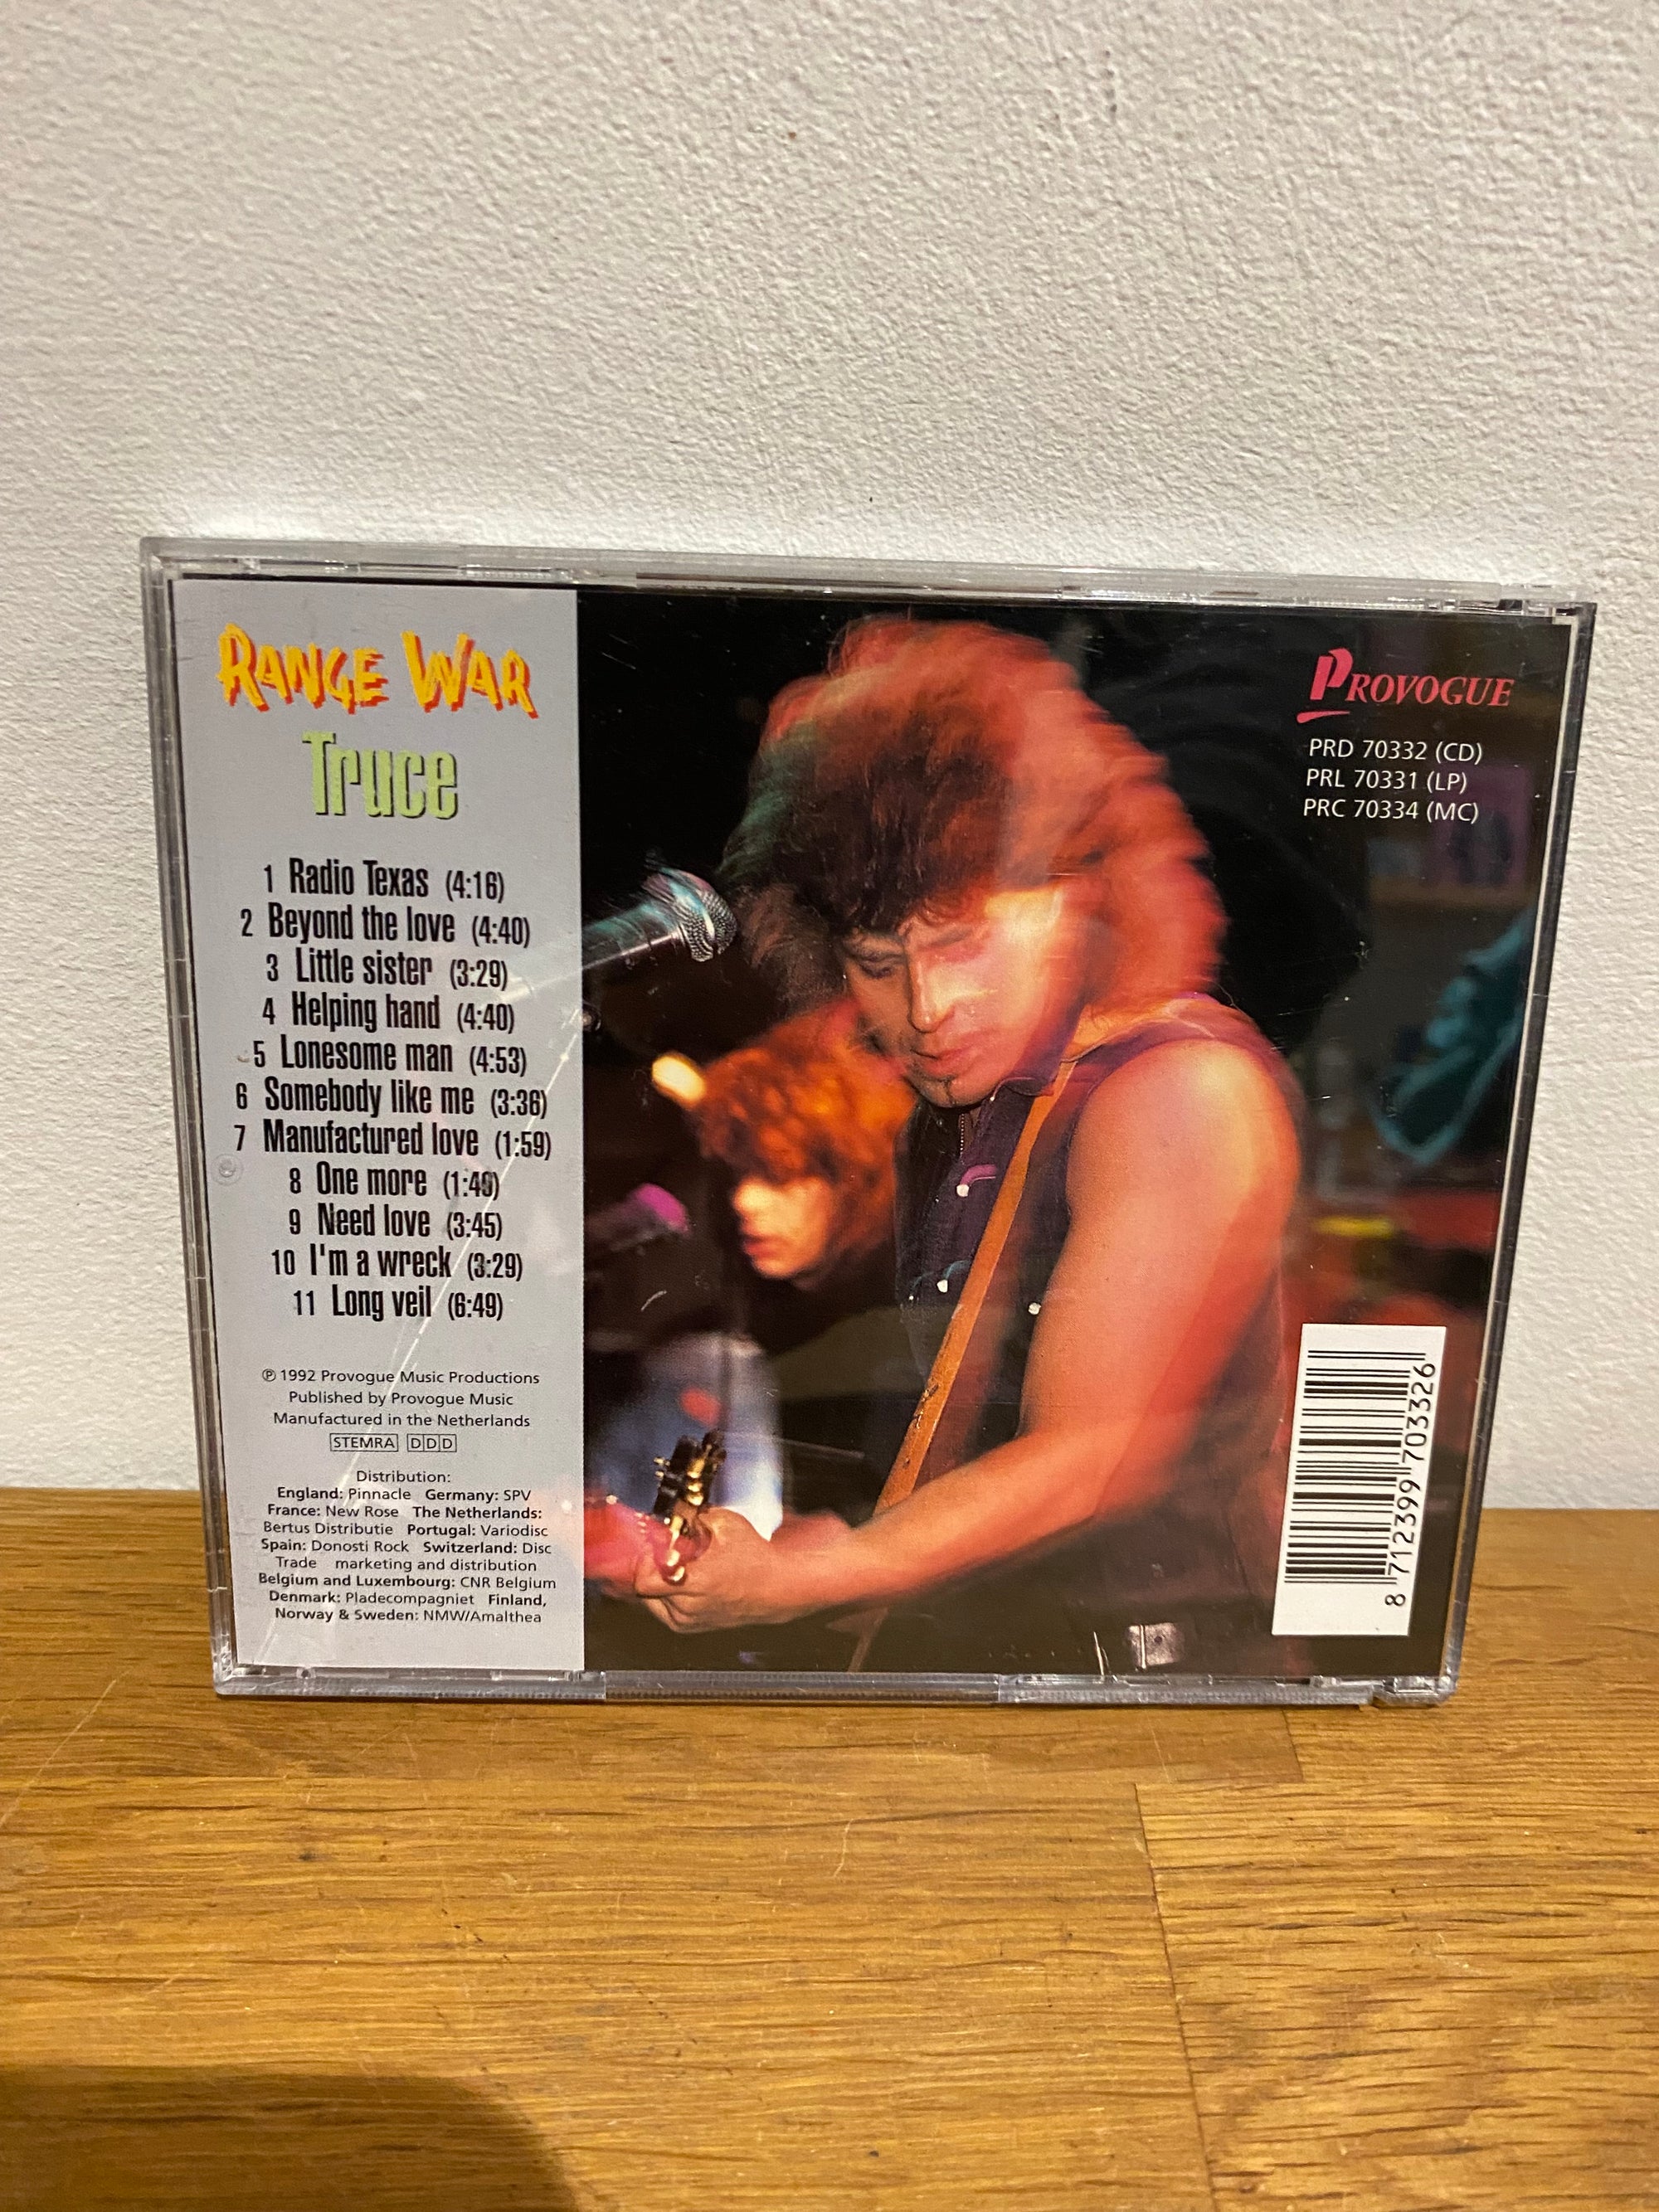 RANGE WAR
Truce
1 Radio Texas (4:16)
2 Beyond the love (4:40)
3 Little sister (3:29)
4 Helping hand (4:40)
5 Lonesome man (4:53)
6 Somebody like me (3:36)
7 Manufactured love (1:59)
8 One more (1:49)
9 Need love (3:45)
10 I'm a wreck (3:29)
11 Long veil (6:49)
℗ 1992 Provogue Music Productions
Published by Provogue Music
Manufactured in the Netherlands
STEMRA DDD
Distribution:
England: Pinnacle Germany: SPV
France: New Rose The Netherlands:
Bertus Distributie Portugal: Variodisc
Spain: Donosti Rock Switzerland: Disc
Trade marketing and distribution
Belgium and Luxembourg: CNR Belgium
Denmark: Pladecompagniet Finland,
Norway & Sweden: NMW/Amalthea
PROVOGUE
PRD 70332 (CD)
PRL 70331 (LP)
PRC 70334 (MC)
8 712399 703326